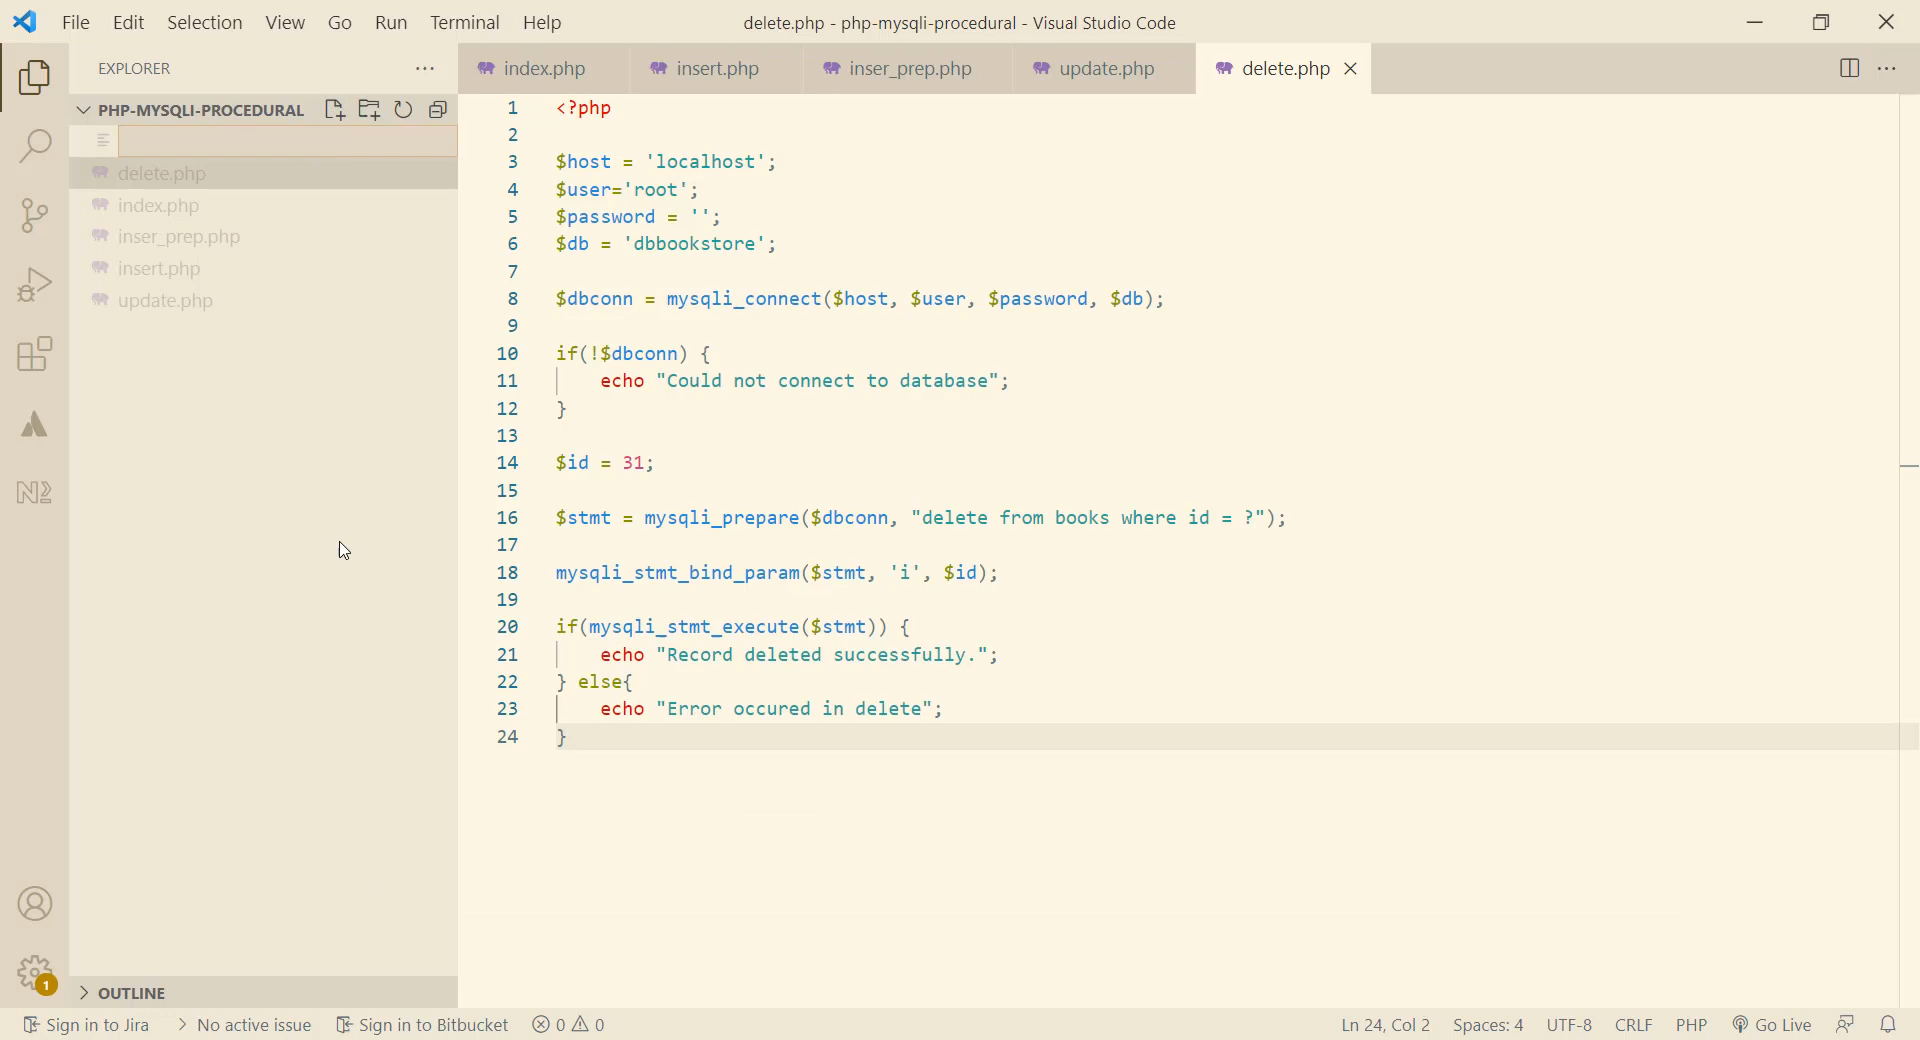 File Edit Selection View Go Run Terminal Help delete.php - php-mysqli-procedural - Visual Studio Code
EXPLORER
index.php insert.php inser_prep.php update.php delete.php
PHP-MYSQLI-PROCEDURAL
delete.php
index.php
inser_prep.php
insert.php
update.php
1 <?php
2
3 $host = 'localhost';
4 $user='root';
5 $password = '';
6 $db = 'dbbookstore';
7
8 $dbconn = mysqli_connect($host, $user, $password, $db);
9
10 if(!$dbconn) {
11     echo "Could not connect to database";
12 }
13
14 $id = 31;
15
16 $stmt = mysqli_prepare($dbconn, "delete from books where id = ?");
17
18 mysqli_stmt_bind_param($stmt, 'i', $id);
19
20 if(mysqli_stmt_execute($stmt)) {
21     echo "Record deleted successfully.";
22 } else{
23     echo "Error occured in delete";
24 }
1
OUTLINE
Sign in to Jira No active issue Sign in to Bitbucket 0 0 Ln 24, Col 2 Spaces: 4 UTF-8 CRLF PHP Go Live